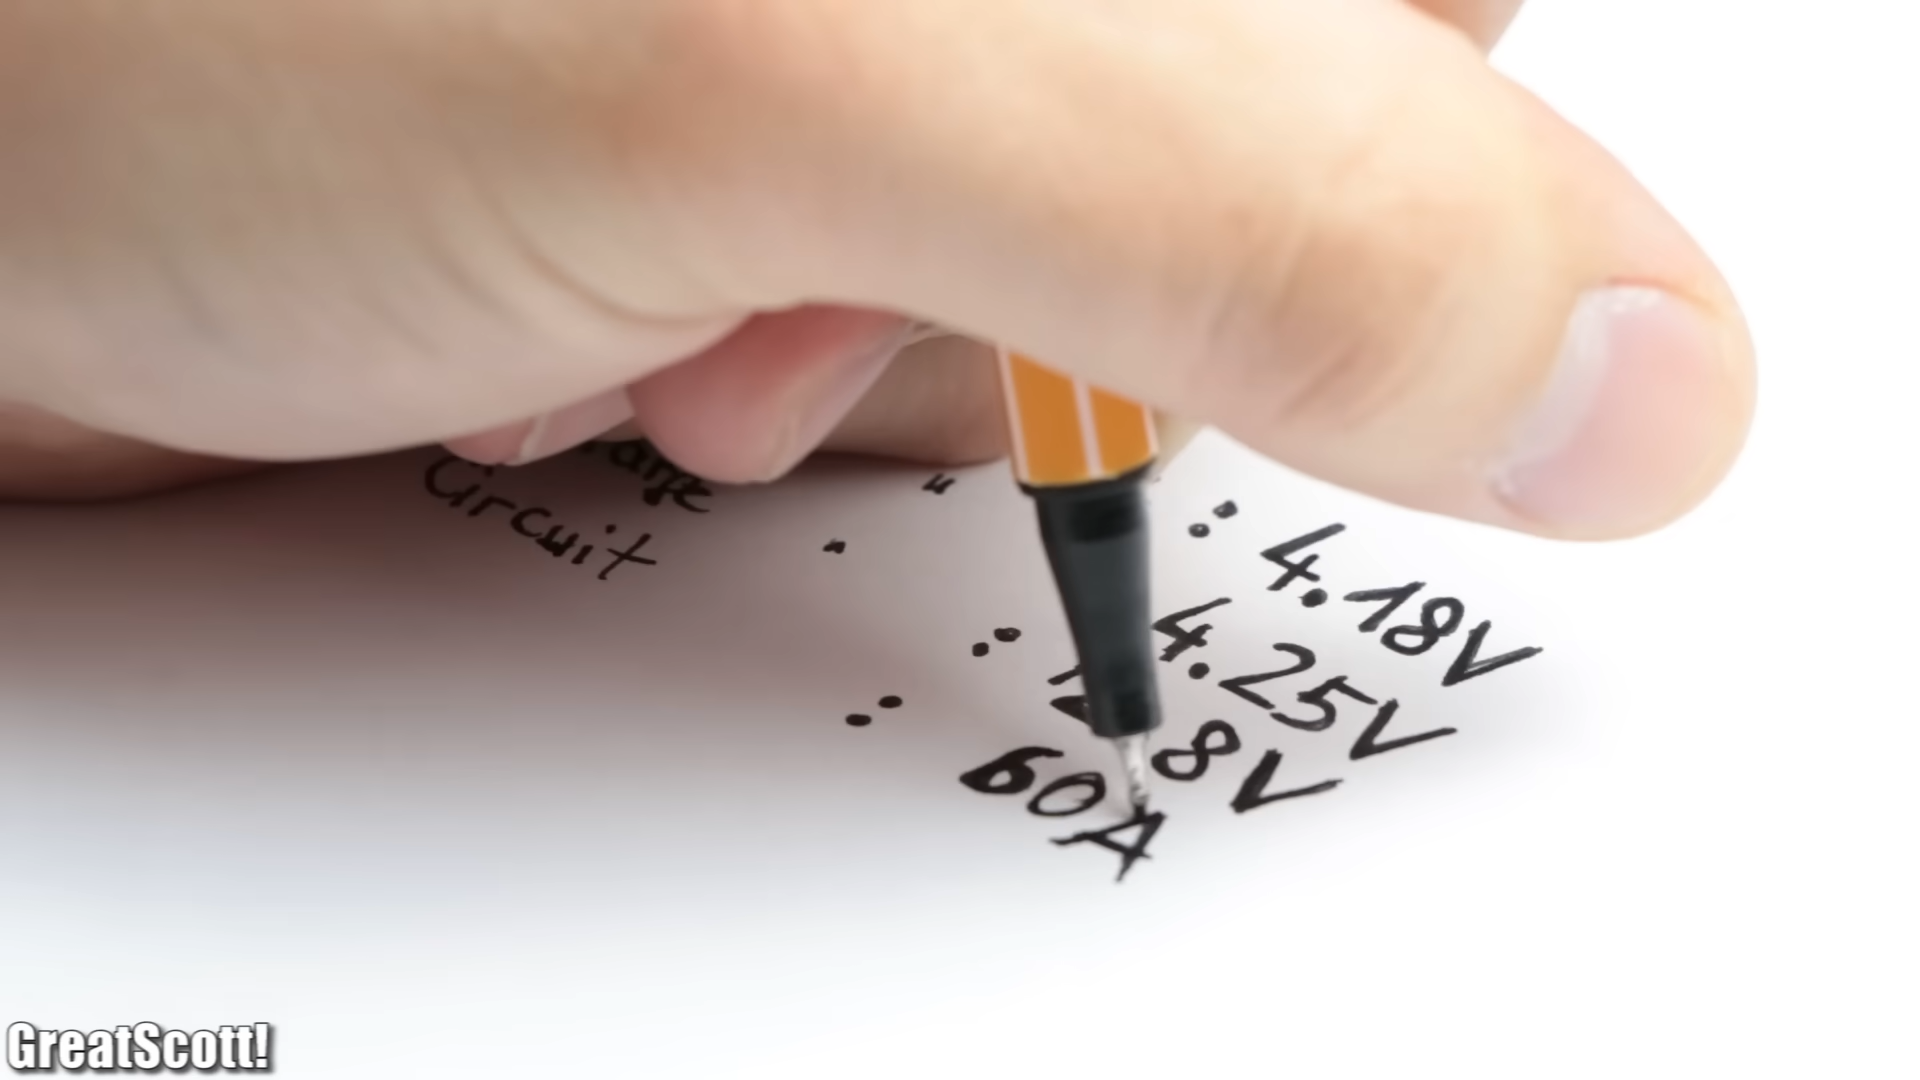 Circuit
: 4.18V
4.25V
: 8V
: 60A
GreatScott!